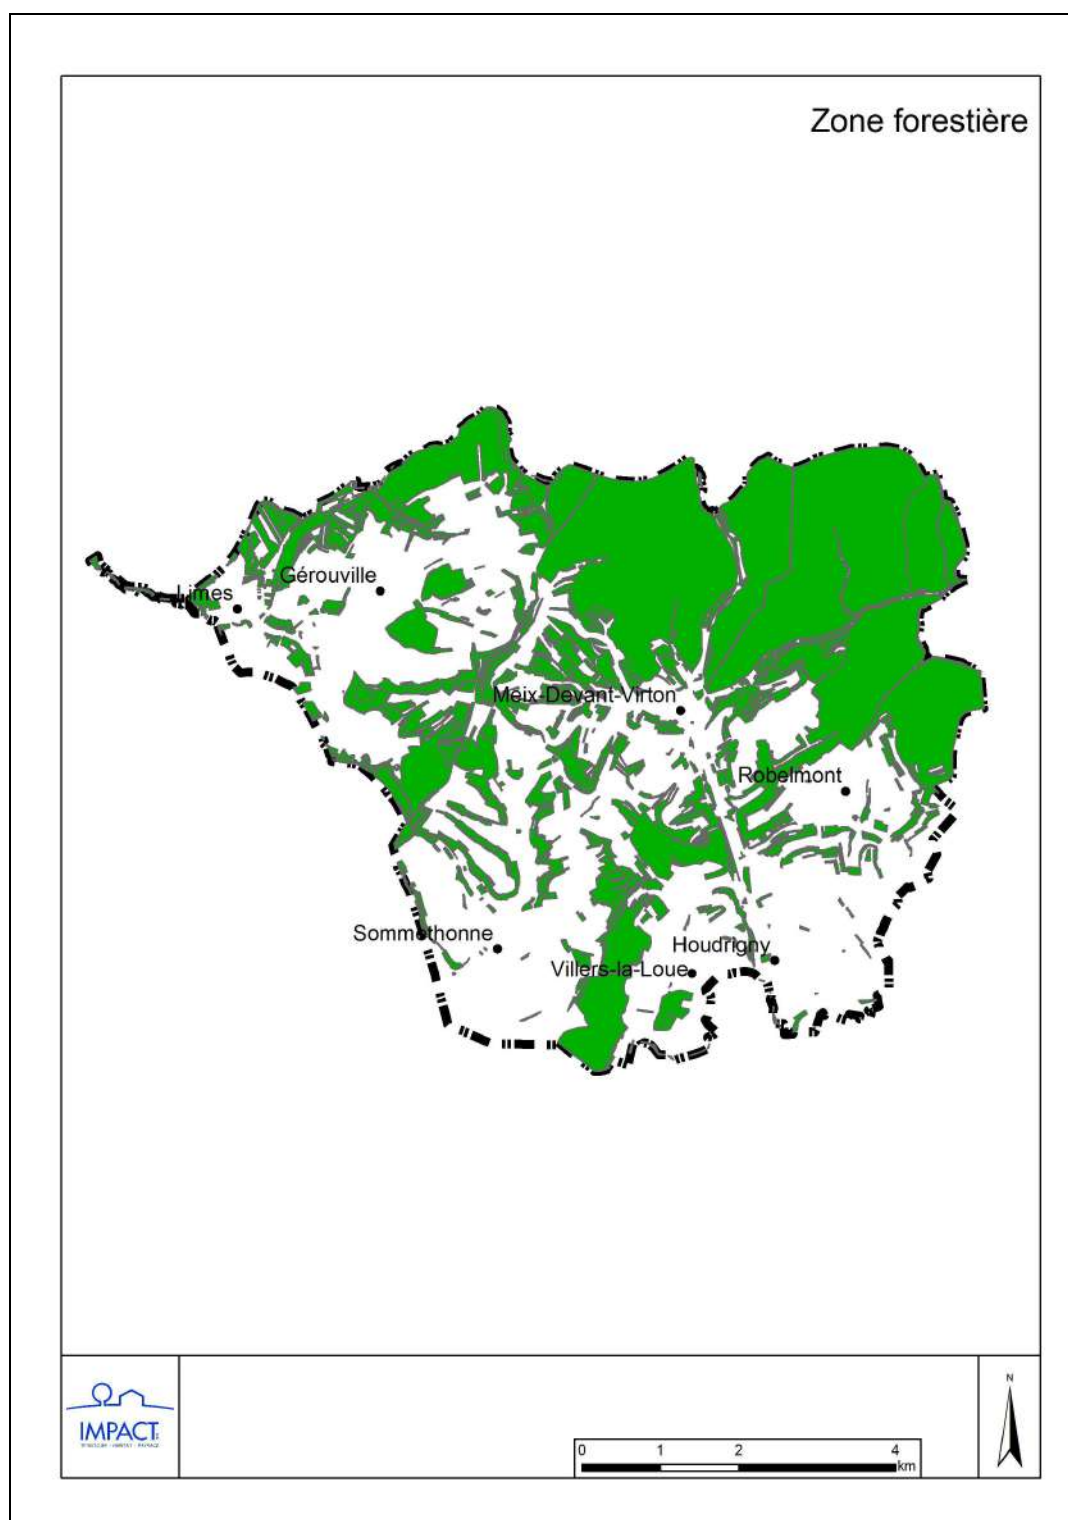 Zone forestière
Gérouville
Limes
Meix-Devant-Virton
Robelmont
Sommethonne
Houdrigny
Villers-la-Loue
IMPACT
N
0 1 2 4
km